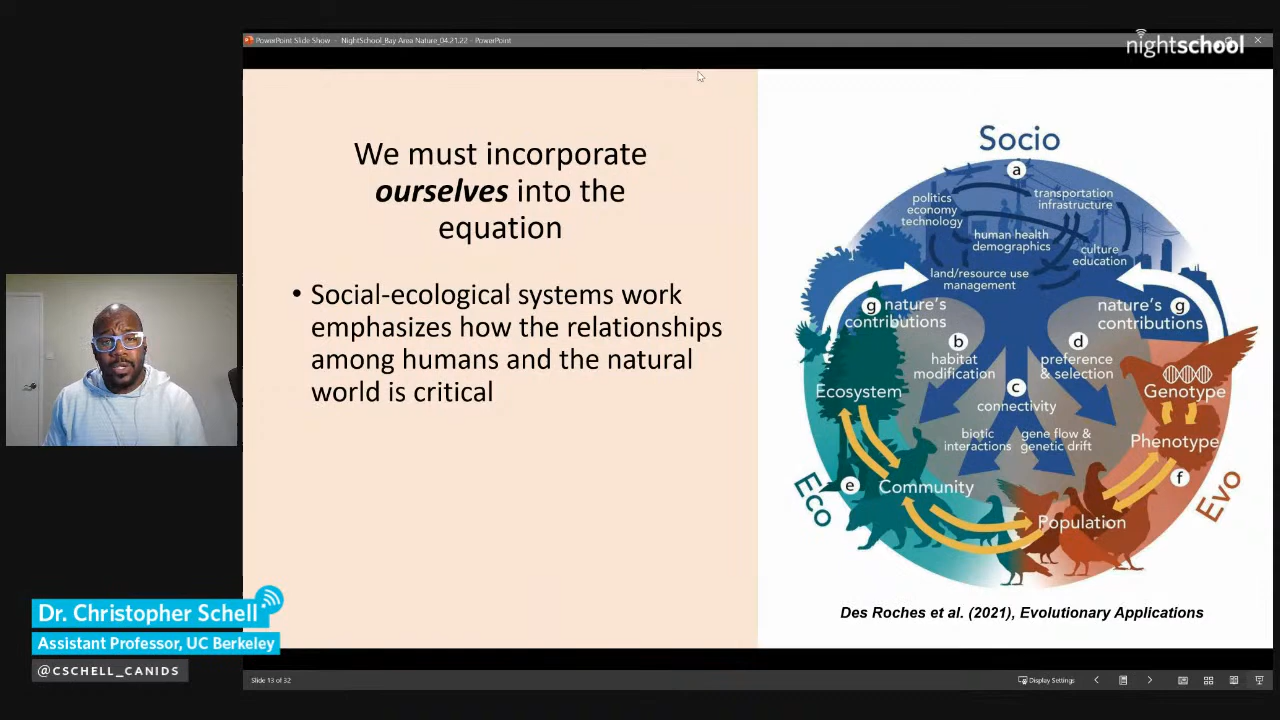 PowerPoint Slide Show - NightSchool_Bay Area Nature_04.21.22 - PowerPoint
nightschool
We must incorporate
ourselves into the
equation
• Social-ecological systems work
emphasizes how the relationships
among humans and the natural
world is critical
Socio
a
politics
economy
technology
transportation
infrastructure
human health
demographics
culture
education
land/resource use
management
g nature's
contributions
nature's g
contributions
b
habitat
modification
d
preference
& selection
c
connectivity
biotic
interactions
gene flow &
genetic drift
Ecosystem
Genotype
Phenotype
e
Community
f
Population
Eco
Evo
Des Roches et al. (2021), Evolutionary Applications
Dr. Christopher Schell
Assistant Professor, UC Berkeley
@CSCHELL_CANIDS
Slide 13 of 32
Display Settings